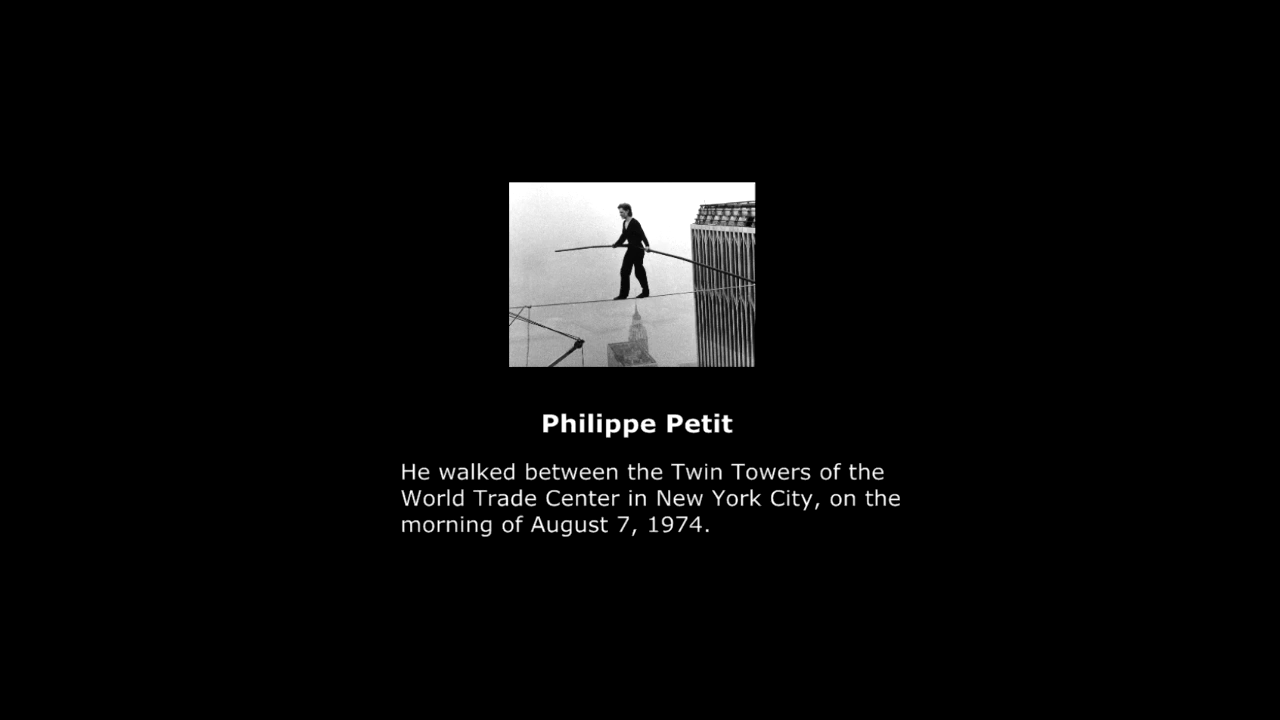 Philippe Petit
He walked between the Twin Towers of the
World Trade Center in New York City, on the
morning of August 7, 1974.